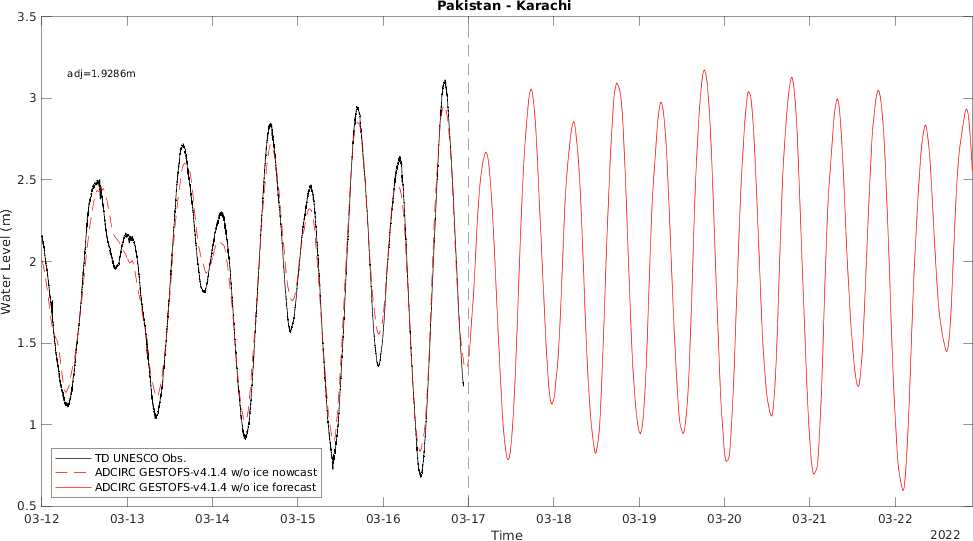 Pakistan - Karachi
3.5
3
2.5
2
1.5
1
0.5
Water Level (m)
adj=1.9286m
TD UNESCO Obs.
ADCIRC GESTOFS-v4.1.4 w/o ice nowcast
ADCIRC GESTOFS-v4.1.4 w/o ice forecast
03-12 03-13 03-14 03-15 03-16 03-17 03-18 03-19 03-20 03-21 03-22
Time
2022